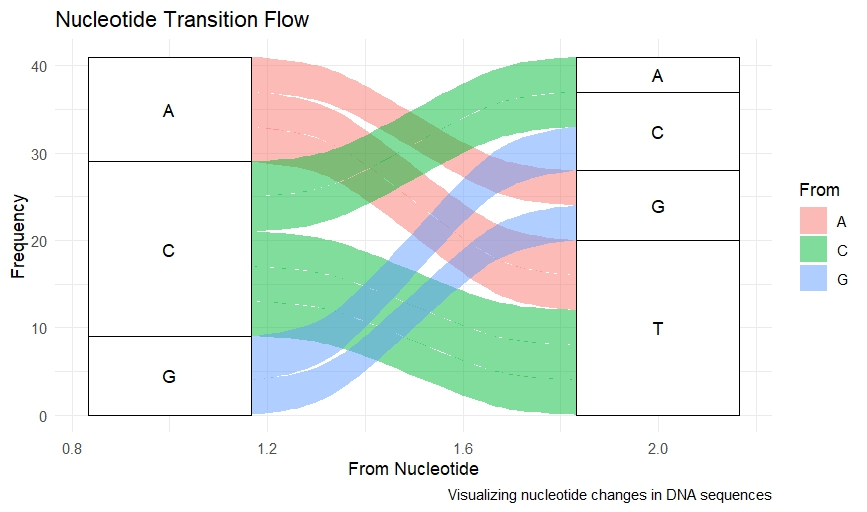 Nucleotide Transition Flow
40
30
20
10
0
Frequency
A
C
G
A
C
G
T
0.8
1.2
1.6
2.0
From Nucleotide
Visualizing nucleotide changes in DNA sequences
From
A
C
G